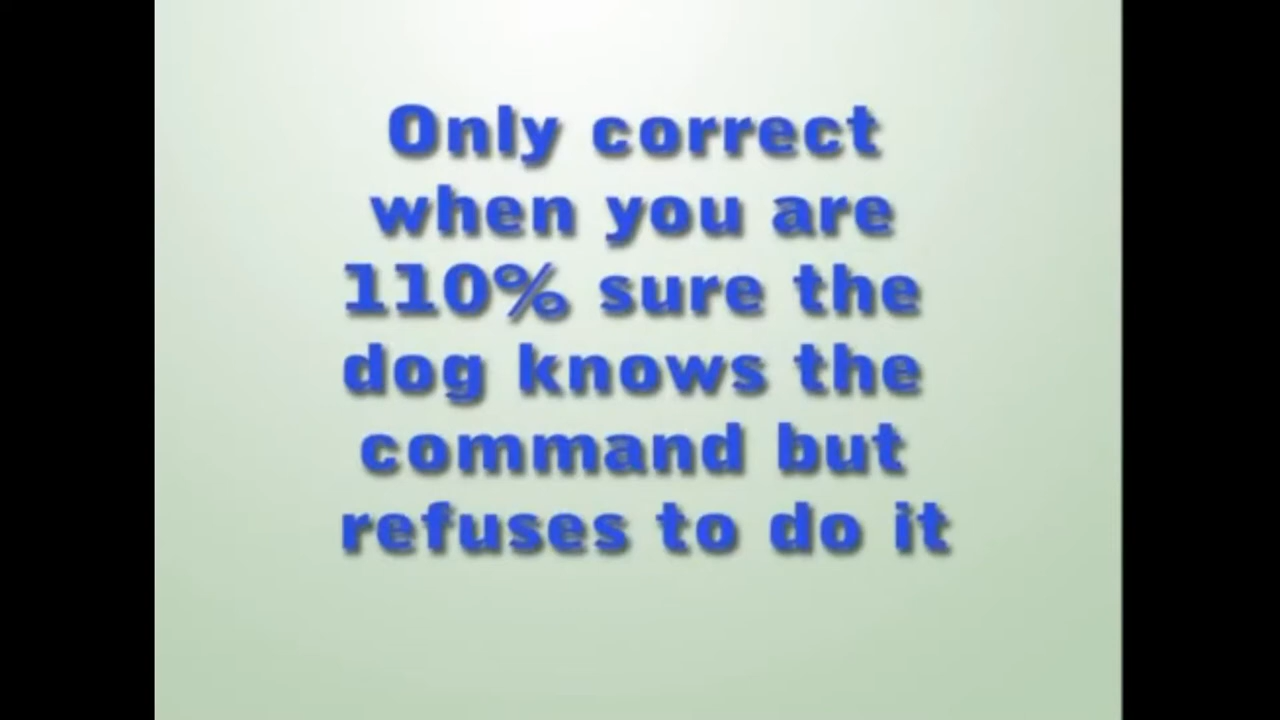 Only correct
when you are
110% sure the
dog knows the
command but
refuses to do it